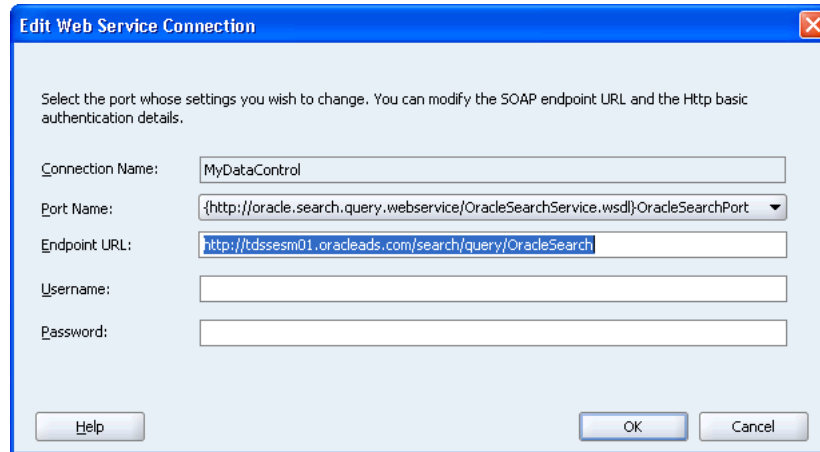 Edit Web Service Connection
Select the port whose settings you wish to change. You can modify the SOAP endpoint URL and the Http basic
authentication details.
Connection Name: MyDataControl
Port Name: {http://oracle.search.query.webservice/OracleSearchService.wsdl}OracleSearchPort
Endpoint URL: http://tdssesm01.oracleads.com/search/query/OracleSearch
Username:
Password:
Help OK Cancel